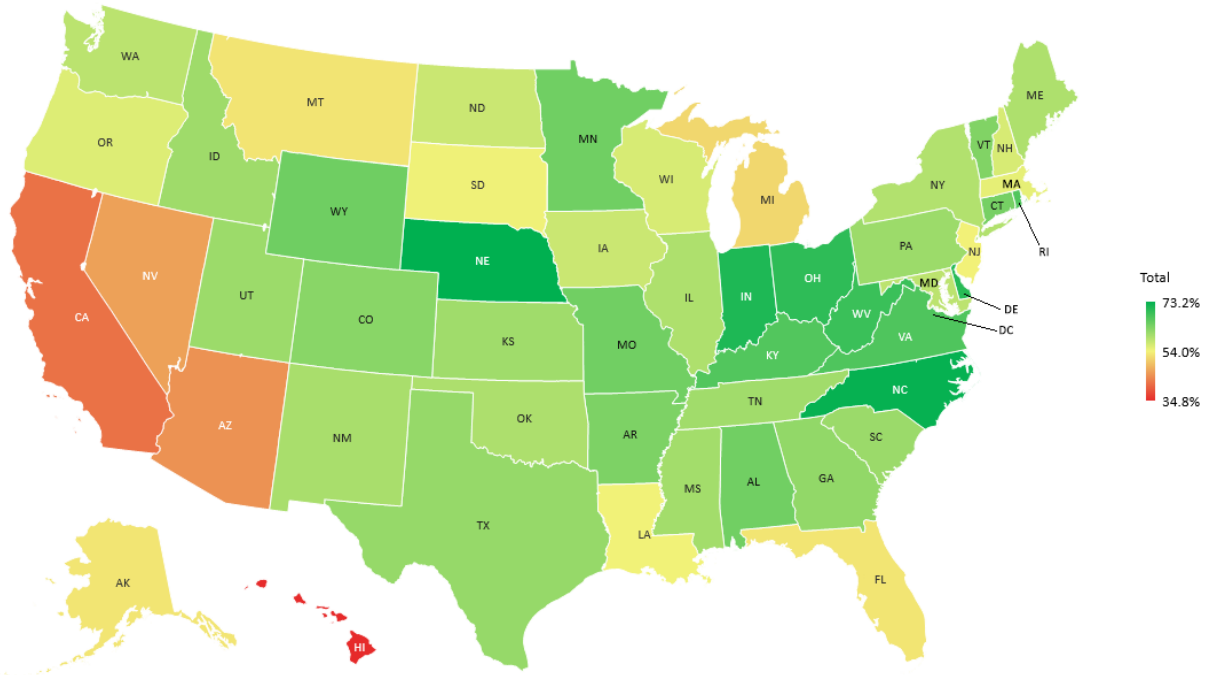 WA
MT
ND
MN
ME
OR
ID
VT
NH
SD
WI
NY
MA
WY
MI
CT
IA
PA
NJ
RI
NE
OH
MD
NV
UT
IL
IN
Total
CA
CO
WV
DE
73.2%
KS
MO
KY
VA
DC
54.0%
NC
34.8%
AZ
NM
OK
TN
AR
SC
MS
AL
GA
TX
LA
AK
FL
HI